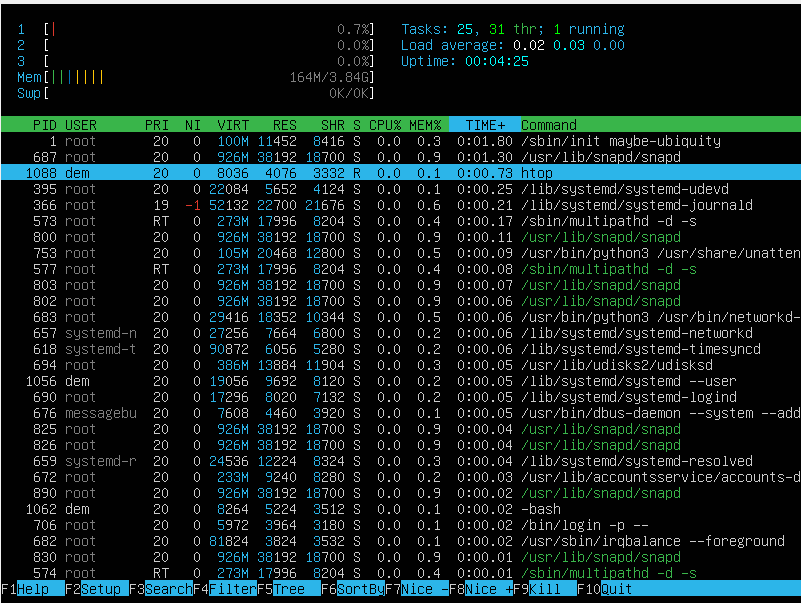 1 [| 0.7%] Tasks: 25, 31 thr; 1 running
2 [ 0.0%] Load average: 0.02 0.03 0.00
3 [ 0.0%] Uptime: 00:04:25
Mem[||||||| 164M/3.84G]
Swp[ 0K/0K]
PID USER PRI NI VIRT RES SHR S CPU% MEM% TIME+ Command
1 root 20 0 100M 11452 8416 S 0.0 0.3 0:01.80 /sbin/init maybe-ubiquity
687 root 20 0 926M 38192 18700 S 0.0 0.9 0:01.30 /usr/lib/snapd/snapd
1088 dem 20 0 8036 4076 3332 R 0.0 0.1 0:00.73 htop
395 root 20 0 22084 5652 4124 S 0.0 0.1 0:00.25 /lib/systemd/systemd-udevd
366 root 19 -1 52132 22700 21676 S 0.0 0.6 0:00.21 /lib/systemd/systemd-journald
573 root RT 0 273M 17996 8204 S 0.0 0.4 0:00.17 /sbin/multipathd -d -s
800 root 20 0 926M 38192 18700 S 0.0 0.9 0:00.11 /usr/lib/snapd/snapd
753 root 20 0 105M 20468 12800 S 0.0 0.5 0:00.09 /usr/bin/python3 /usr/share/unatten
577 root RT 0 273M 17996 8204 S 0.0 0.4 0:00.08 /sbin/multipathd -d -s
803 root 20 0 926M 38192 18700 S 0.0 0.9 0:00.07 /usr/lib/snapd/snapd
802 root 20 0 926M 38192 18700 S 0.0 0.9 0:00.06 /usr/lib/snapd/snapd
683 root 20 0 29416 18352 10344 S 0.0 0.5 0:00.06 /usr/bin/python3 /usr/bin/networkd-
657 systemd-n 20 0 27256 7664 6800 S 0.0 0.2 0:00.06 /lib/systemd/systemd-networkd
618 systemd-t 20 0 90872 6056 5280 S 0.0 0.2 0:00.06 /lib/systemd/systemd-timesyncd
694 root 20 0 386M 13884 11904 S 0.0 0.3 0:00.05 /usr/lib/udisks2/udisksd
1056 dem 20 0 19056 9692 8120 S 0.0 0.2 0:00.05 /lib/systemd/systemd --user
690 root 20 0 17296 8020 7132 S 0.0 0.2 0:00.05 /lib/systemd/systemd-logind
676 messagebu 20 0 7608 4460 3920 S 0.0 0.1 0:00.05 /usr/bin/dbus-daemon --system --add
825 root 20 0 926M 38192 18700 S 0.0 0.9 0:00.04 /usr/lib/snapd/snapd
826 root 20 0 926M 38192 18700 S 0.0 0.9 0:00.04 /usr/lib/snapd/snapd
659 systemd-r 20 0 24536 12224 8324 S 0.0 0.3 0:00.04 /lib/systemd/systemd-resolved
672 root 20 0 233M 9240 8280 S 0.0 0.2 0:00.03 /usr/lib/accountsservice/accounts-d
890 root 20 0 926M 38192 18700 S 0.0 0.9 0:00.02 /usr/lib/snapd/snapd
1062 dem 20 0 8264 5224 3512 S 0.0 0.1 0:00.02 -bash
706 root 20 0 5972 3964 3180 S 0.0 0.1 0:00.02 /bin/login -p --
682 root 20 0 81824 3824 3532 S 0.0 0.1 0:00.02 /usr/sbin/irqbalance --foreground
830 root 20 0 926M 38192 18700 S 0.0 0.9 0:00.01 /usr/lib/snapd/snapd
574 root RT 0 273M 17996 8204 S 0.0 0.4 0:00.01 /sbin/multipathd -d -s
F1Help F2Setup F3SearchF4FilterF5Tree F6SortByF7Nice -F8Nice +F9Kill F10Quit